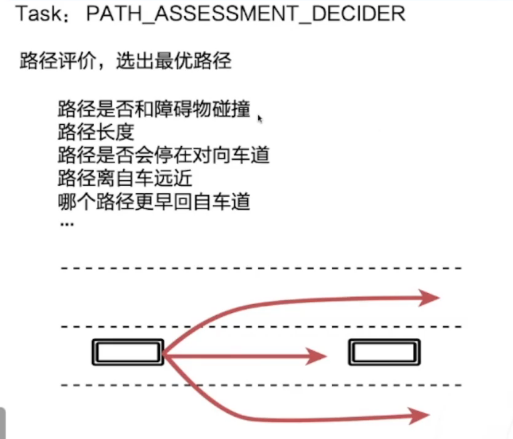 Task：PATH_ASSESSMENT_DECIDER
路径评价，选出最优路径
路径是否和障碍物碰撞
路径长度
路径是否会停在对向车道
路径离自车远近
哪个路径更早回自车道
...